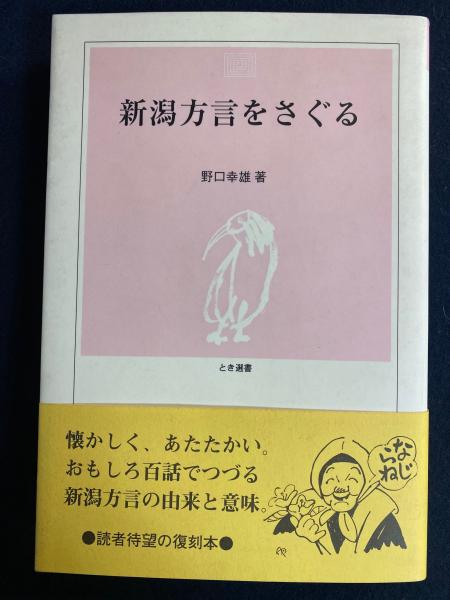 新潟方言をさぐる
野口幸雄 著
とき選書
懐かしく、あたたかい。
おもしろ百話でつづる
新潟方言の由来と意味。
●読者待望の復刻本●
なじ
らね